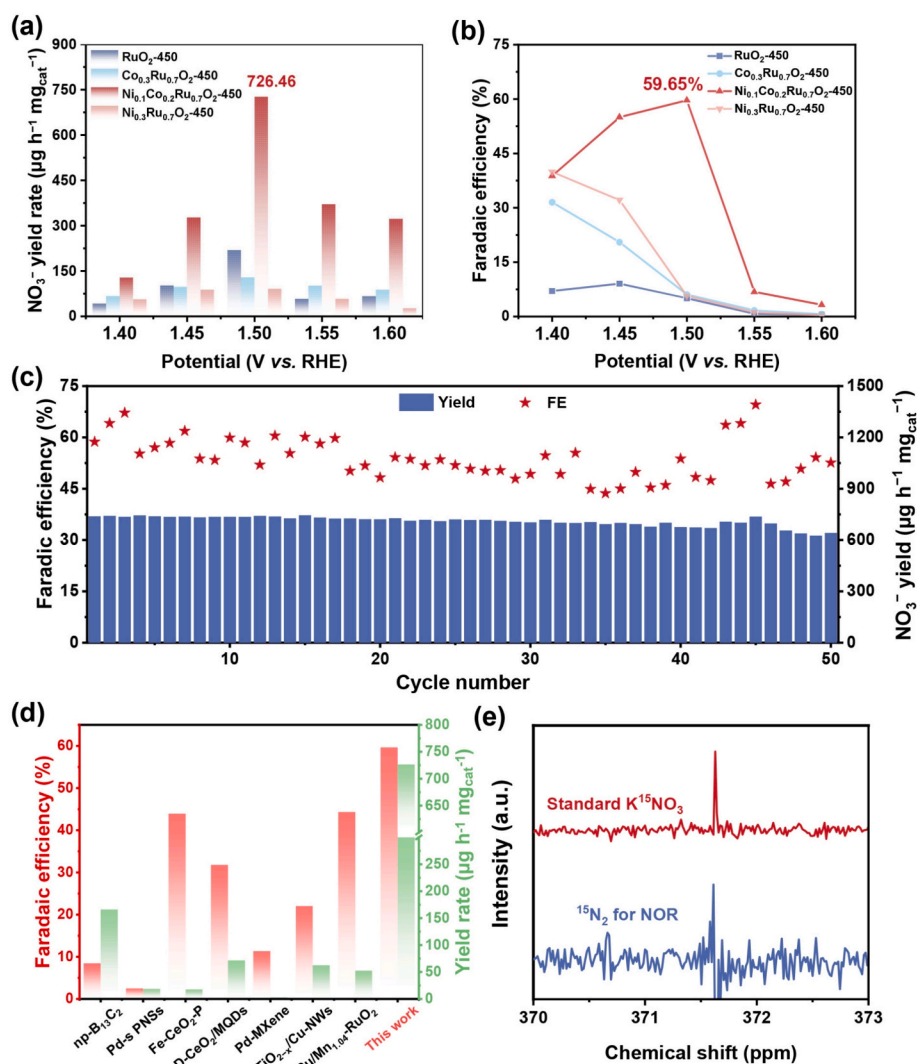 (a)
900
750
600
450
300
150
0
NO₃⁻ yield rate (µg h⁻¹ mgcat⁻¹)
RuO₂-450
Co₀.₃Ru₀.₇O₂-450
Ni₀.₁Co₀.₂Ru₀.₇O₂-450
Ni₀.₃Ru₀.₇O₂-450
726.46
1.40 1.45 1.50 1.55 1.60
Potential (V vs. RHE)
(b)
75
60
45
30
15
0
Faradaic efficiency (%)
RuO₂-450
Co₀.₃Ru₀.₇O₂-450
Ni₀.₁Co₀.₂Ru₀.₇O₂-450
Ni₀.₃Ru₀.₇O₂-450
59.65%
1.40 1.45 1.50 1.55 1.60
Potential (V vs. RHE)
(c)
75
60
45
30
15
0
Faradic efficiency (%)
Yield FE
1500
1200
900
600
300
0
NO₃⁻ yield (µg h⁻¹ mgcat⁻¹)
10 20 30 40 50
Cycle number
(d)
60
50
40
30
20
10
0
Faradaic efficiency (%)
800
750
700
650
250
200
150
100
50
0
Yield rate (µg h⁻¹ mgcat⁻¹)
np-B₁₃C₂
Pd-s PNSs
Fe-CeO₂-P
D-CeO₂/MQDs
Pd-MXene
TiO₂₋ₓ/Cu-NWs
/Mn₁.₀₄-RuO₂
This work
(e)
Intensity (a.u.)
Standard K¹⁵NO₃
¹⁵N₂ for NOR
370 371 372 373
Chemical shift (ppm)